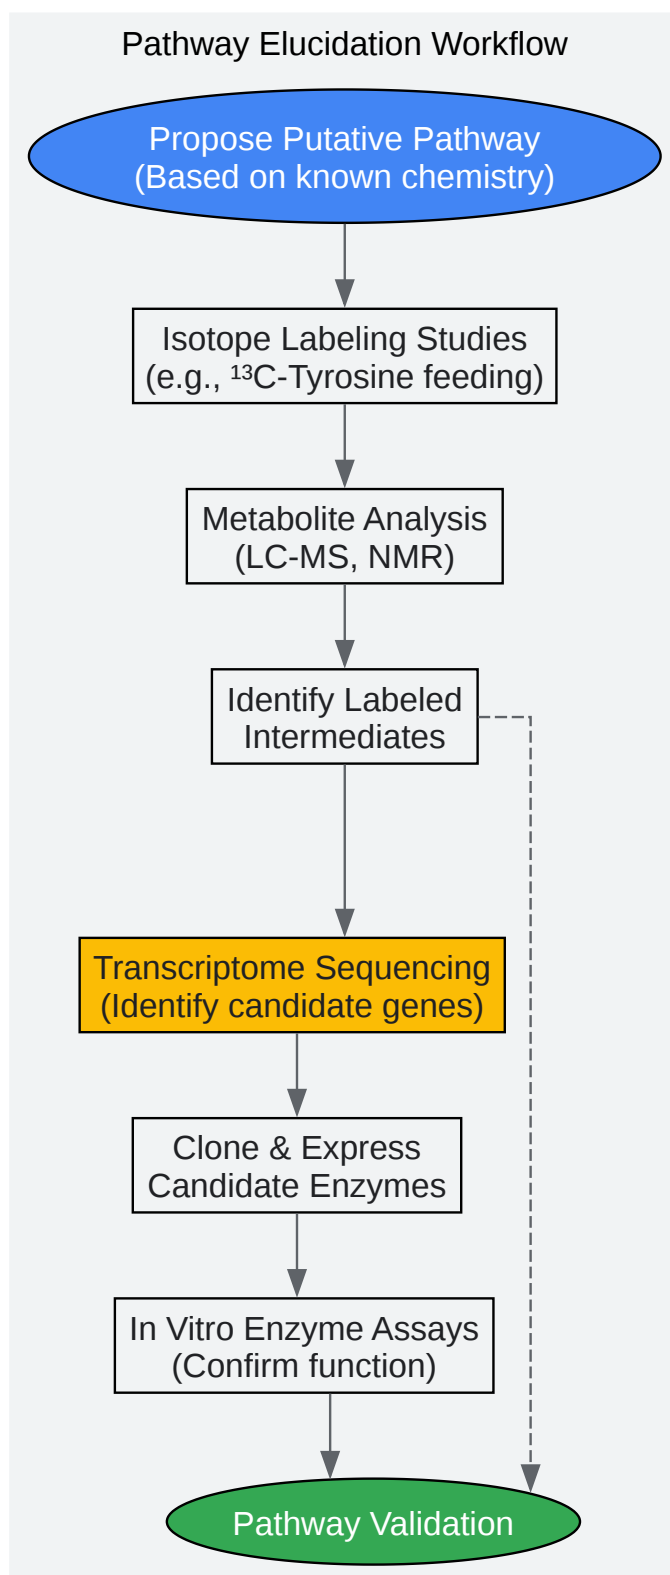 Pathway Elucidation Workflow
Propose Putative Pathway
(Based on known chemistry)
Isotope Labeling Studies
(e.g., ¹³C-Tyrosine feeding)
Metabolite Analysis
(LC-MS, NMR)
Identify Labeled
Intermediates
Transcriptome Sequencing
(Identify candidate genes)
Clone & Express
Candidate Enzymes
In Vitro Enzyme Assays
(Confirm function)
Pathway Validation